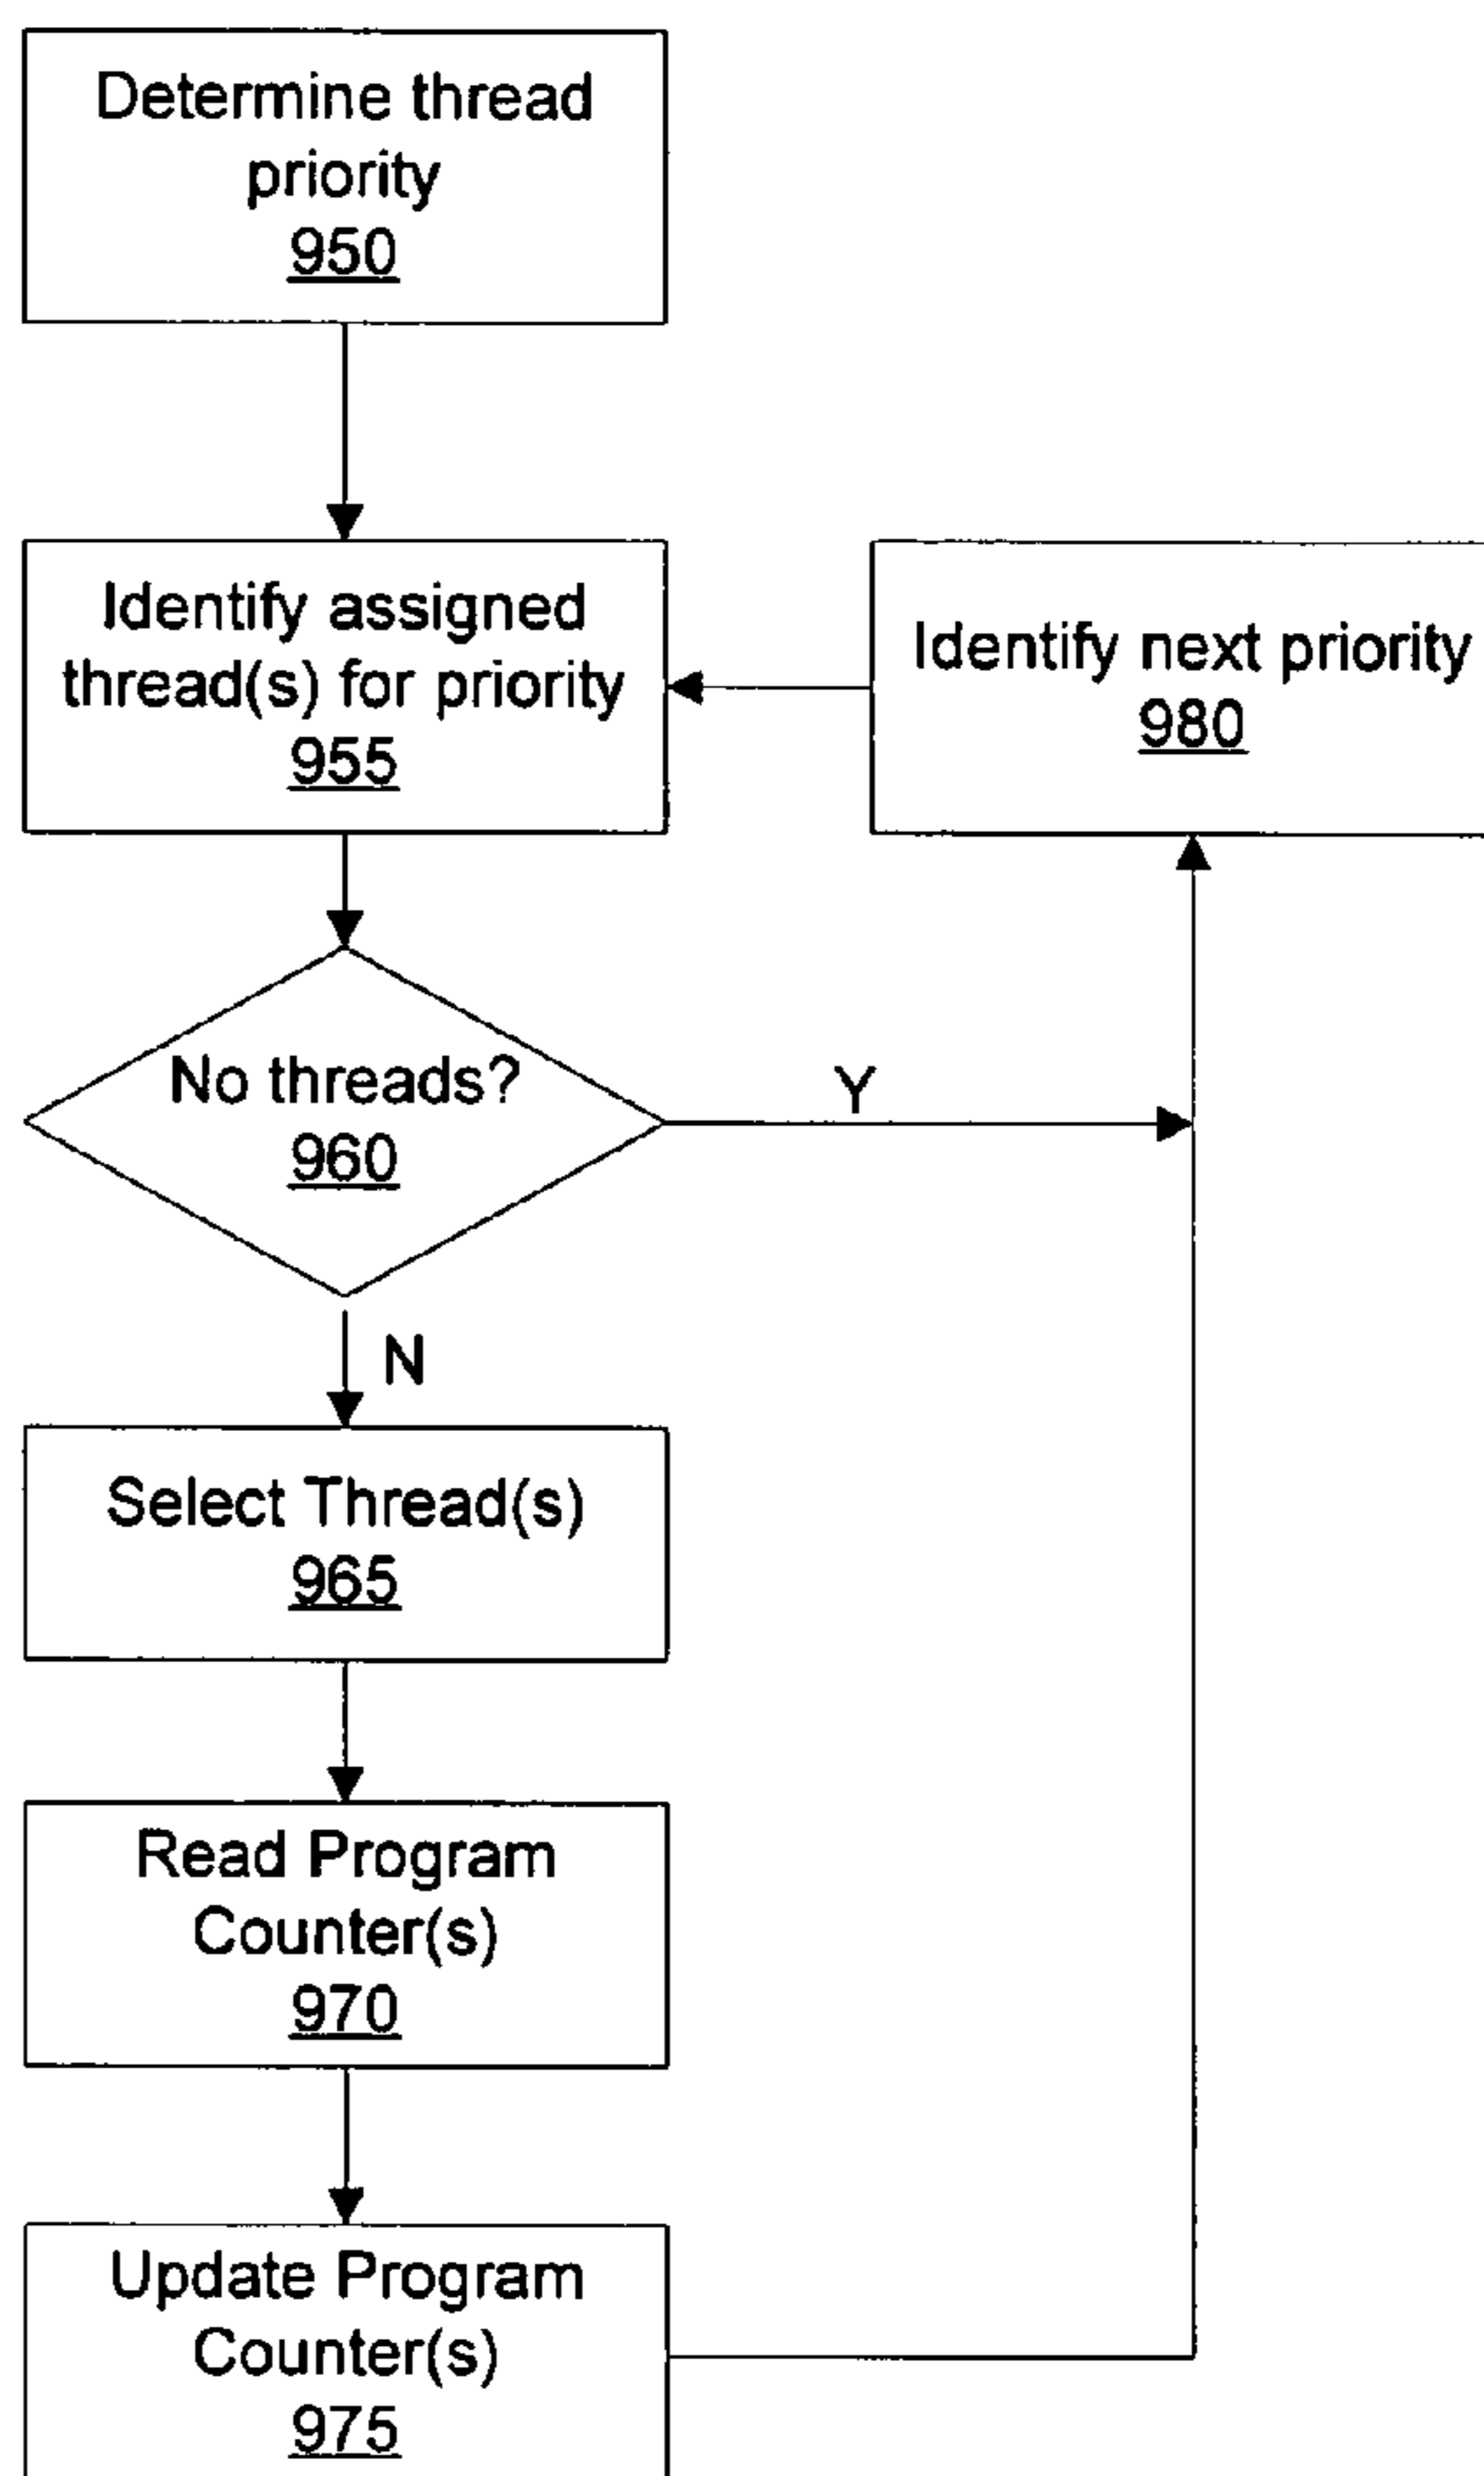 Determine thread
priority
950
Identify assigned
thread(s) for priority
955
Identify next priority
980
No threads?
960
Y
N
Select Thread(s)
965
Read Program
Counter(s)
970
Update Program
Counter(s)
975